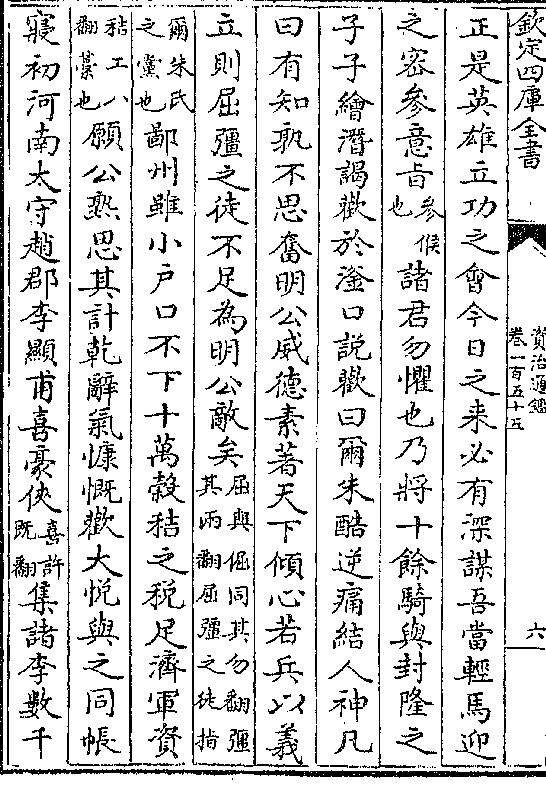 欽定四庫全書
資治通鑑
卷一百五十五
六
正是英雄立功之會今日之來必有深謀吾當輕馬迎
之宻參意旨參候也諸君勿懼也乃將十餘騎與封隆之
子子繪潛謁歡於滏口說歡曰爾朱酷逆痛結人神凡
曰有知孰不思奮明公威德素著天下傾心若兵以義
立則屈彊之徒不足為明公敵矣屈與倔同其勿翻彊其兩翻屈彊之徒指
爾朱氏之黨也鄙州雖小户口不下十萬榖秸之稅足濟軍資
秸工八翻藁也願公熟思其計乾辭氣慷慨歡大悅與之同帳
寢初河南太守趙郡李顯甫喜豪俠喜許既翻集諸李數千